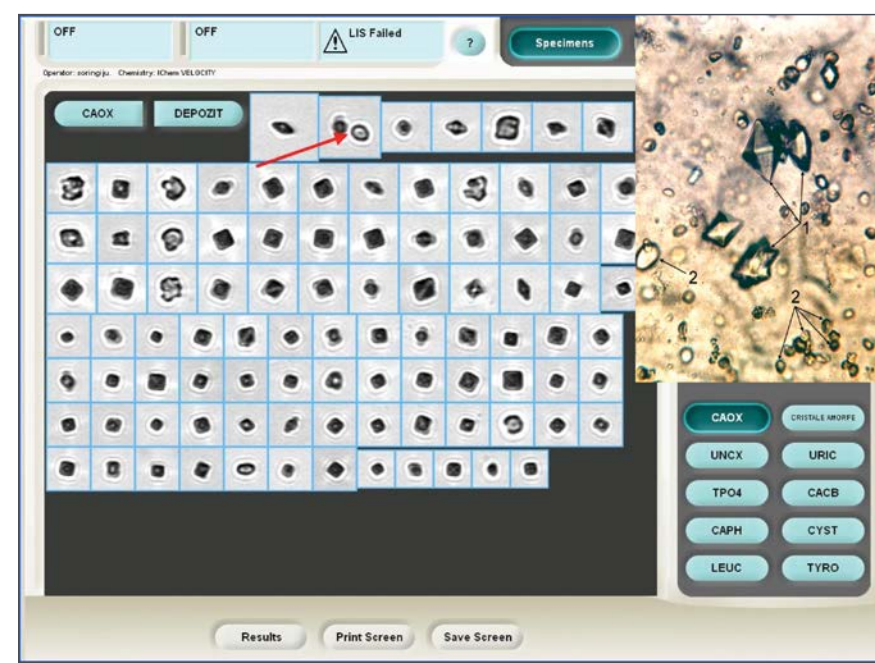 OFF
OFF
LIS Failed
?
Specimens
Operator: soringiju. Chemistry: IChem VELOCITY
CAOX
DEPOZIT
1
2
2
CAOX
CRISTALE AMORFE
UNCX
URIC
TPO4
CACB
CAPH
CYST
LEUC
TYRO
Results
Print Screen
Save Screen